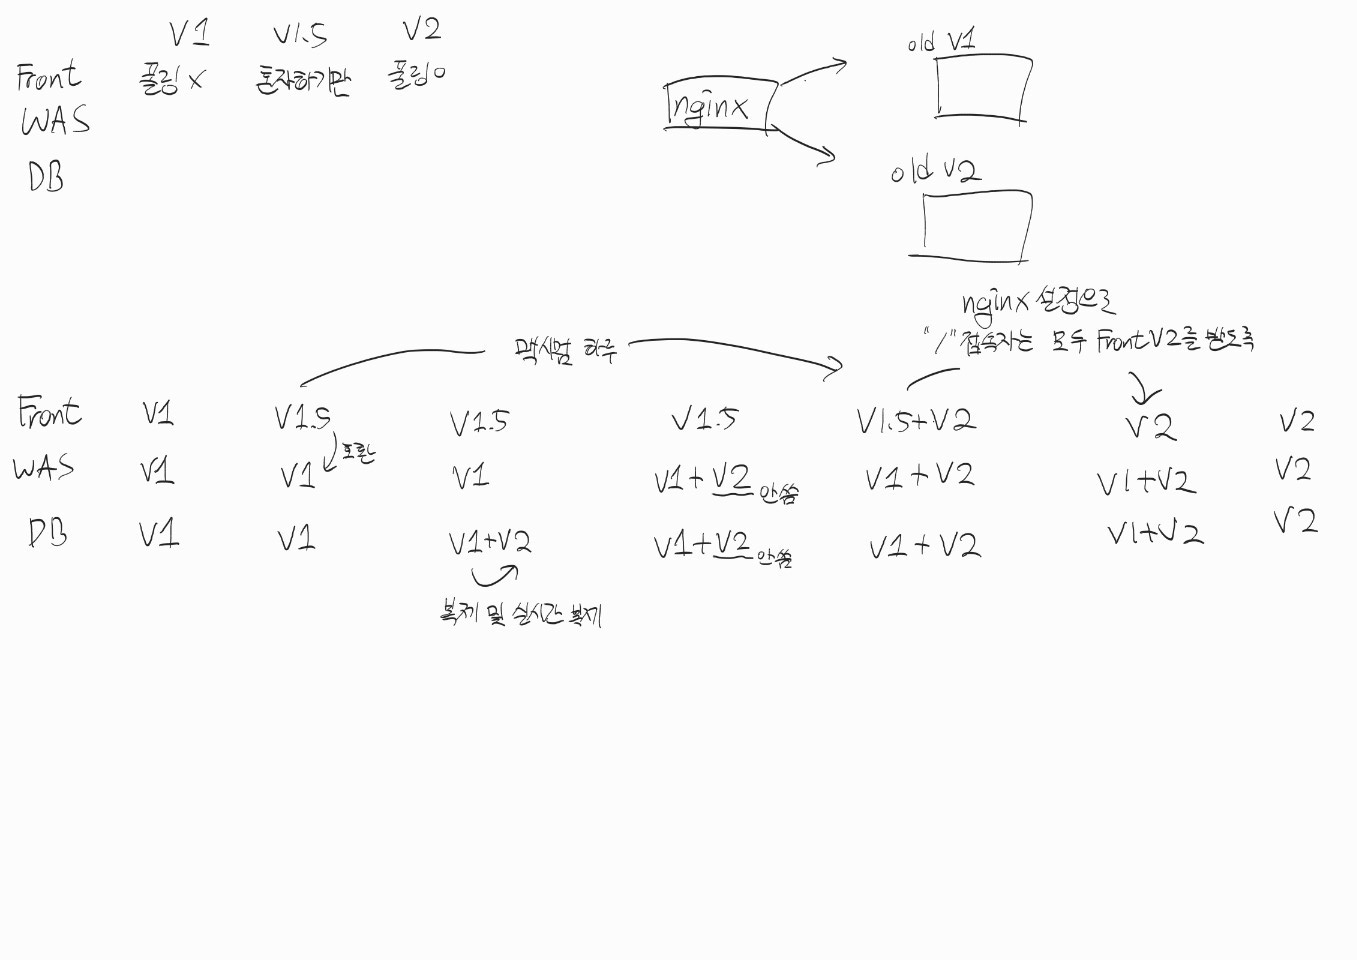 V1 V1.5 V2
Front 폴링 X 혼자하기만 폴링 O
WAS
DB
nginx
old V1
old V2
nginx 설정으로
"/" 접속자는 모두 Front V2를 받도록
맥시멈 하루
Front V1 V1.5 V1.5 V1.5 V1.5+V2 V2 V2
호환
WAS V1 V1 V1 V1+V2 안씀 V1+V2 V1+V2 V2
DB V1 V1 V1+V2 V1+V2 안씀 V1+V2 V1+V2 V2
복제 및 실시간 복제